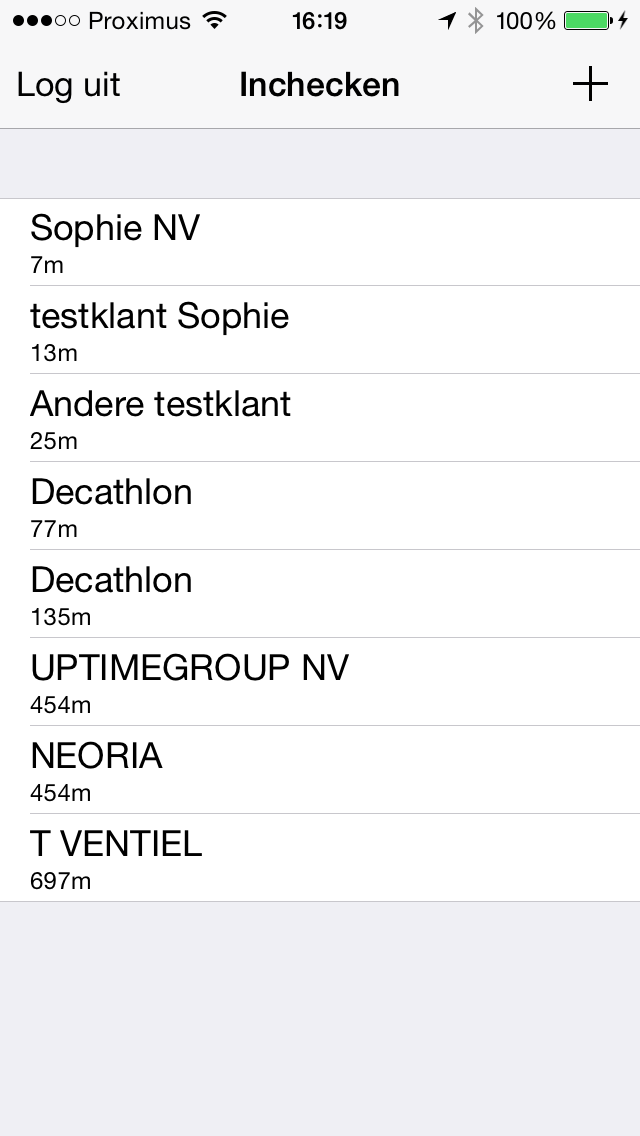 Proximus 16:19 100%
Log uit Inchecken
Sophie NV
7m
testklant Sophie
13m
Andere testklant
25m
Decathlon
77m
Decathlon
135m
UPTIMEGROUP NV
454m
NEORIA
454m
T VENTIEL
697m